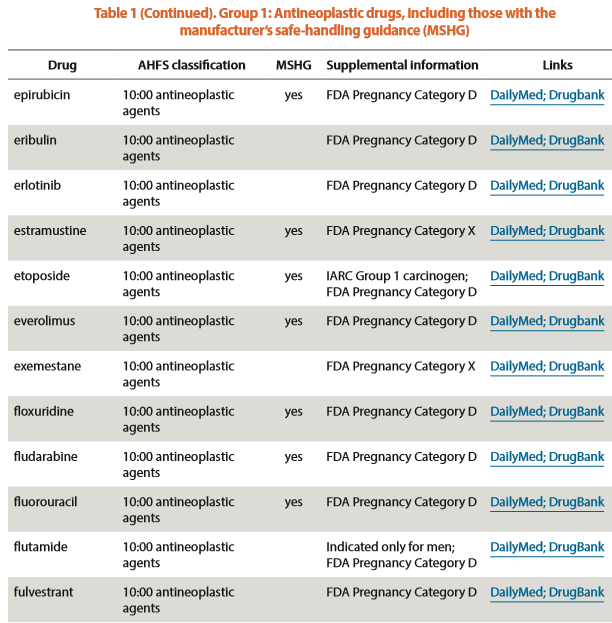 Table 1 (Continued). Group 1: Antineoplastic drugs, including those with the
manufacturer's safe-handling guidance (MSHG)
Drug AHFS classification MSHG Supplemental information Links
epirubicin 10:00 antineoplastic agents yes FDA Pregnancy Category D DailyMed; Drugbank
eribulin 10:00 antineoplastic agents FDA Pregnancy Category D DailyMed; DrugBank
erlotinib 10:00 antineoplastic agents FDA Pregnancy Category D DailyMed; DrugBank
estramustine 10:00 antineoplastic agents yes FDA Pregnancy Category X DailyMed; Drugbank
etoposide 10:00 antineoplastic agents yes IARC Group 1 carcinogen; FDA Pregnancy Category D DailyMed; DrugBank
everolimus 10:00 antineoplastic agents yes FDA Pregnancy Category D DailyMed; DrugBank
exemestane 10:00 antineoplastic agents FDA Pregnancy Category X DailyMed; DrugBank
floxuridine 10:00 antineoplastic agents yes FDA Pregnancy Category D DailyMed; DrugBank
fludarabine 10:00 antineoplastic agents yes FDA Pregnancy Category D DailyMed; DrugBank
fluorouracil 10:00 antineoplastic agents yes FDA Pregnancy Category D DailyMed; DrugBank
flutamide 10:00 antineoplastic agents Indicated only for men; FDA Pregnancy Category D DailyMed; DrugBank
fulvestrant 10:00 antineoplastic agents FDA Pregnancy Category D DailyMed; DrugBank